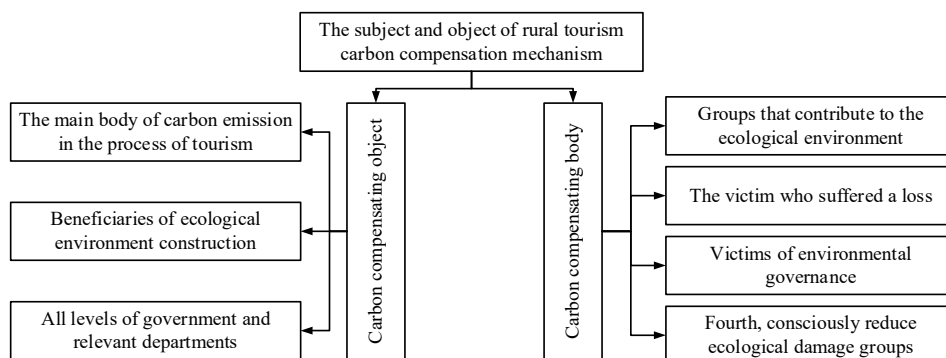 The subject and object of rural tourism
carbon compensation mechanism
The main body of carbon emission
in the process of tourism
Beneficiaries of ecological
environment construction
All levels of government and
relevant departments
Carbon compensating object
Carbon compensating body
Groups that contribute to the
ecological environment
The victim who suffered a loss
Victims of environmental
governance
Fourth, consciously reduce
ecological damage groups